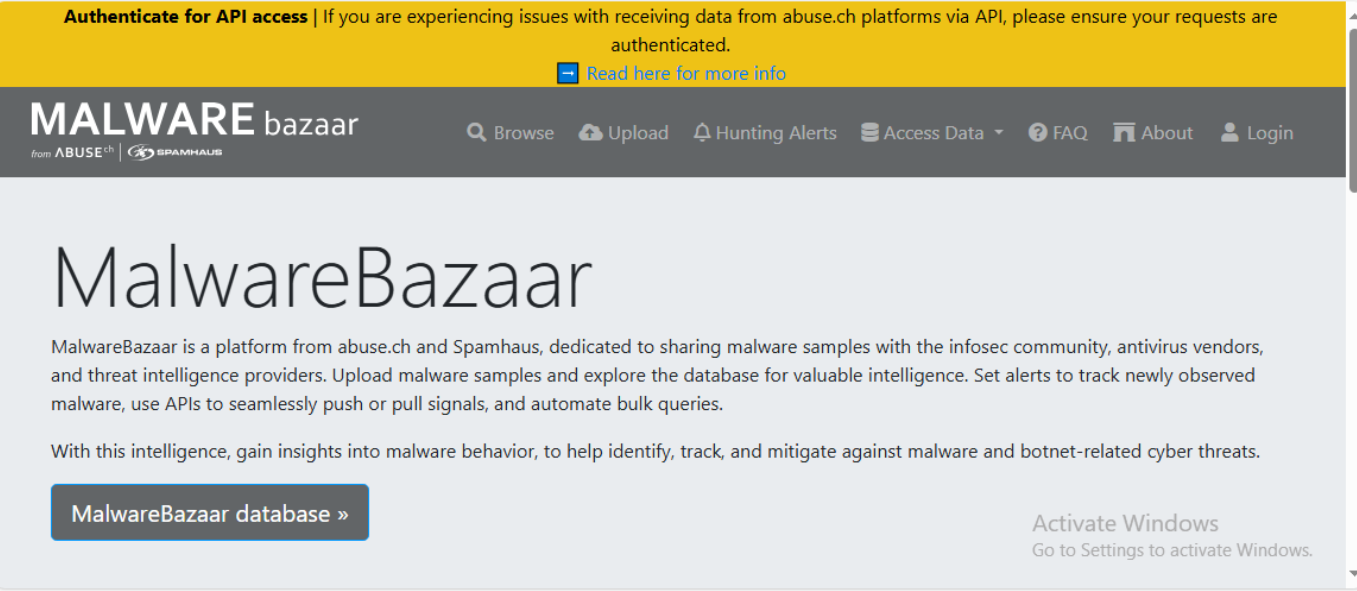 Authenticate for API access | If you are experiencing issues with receiving data from abuse.ch platforms via API, please ensure your requests are
authenticated.
Read here for more info
MALWARE bazaar
from ABUSE ch | SPAMHAUS
Browse Upload Hunting Alerts Access Data FAQ About Login
MalwareBazaar
MalwareBazaar is a platform from abuse.ch and Spamhaus, dedicated to sharing malware samples with the infosec community, antivirus vendors,
and threat intelligence providers. Upload malware samples and explore the database for valuable intelligence. Set alerts to track newly observed
malware, use APIs to seamlessly push or pull signals, and automate bulk queries.
With this intelligence, gain insights into malware behavior, to help identify, track, and mitigate against malware and botnet-related cyber threats.
MalwareBazaar database »
Activate Windows
Go to Settings to activate Windows.